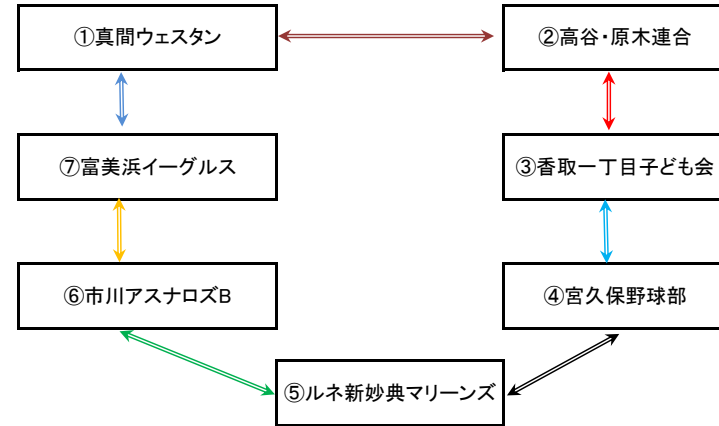 ①真間ウェスタン
②高谷・原木連合
⑦富美浜イーグルス
③香取一丁目子ども会
⑥市川アスナロズB
④宮久保野球部
⑤ルネ新妙典マリーンズ